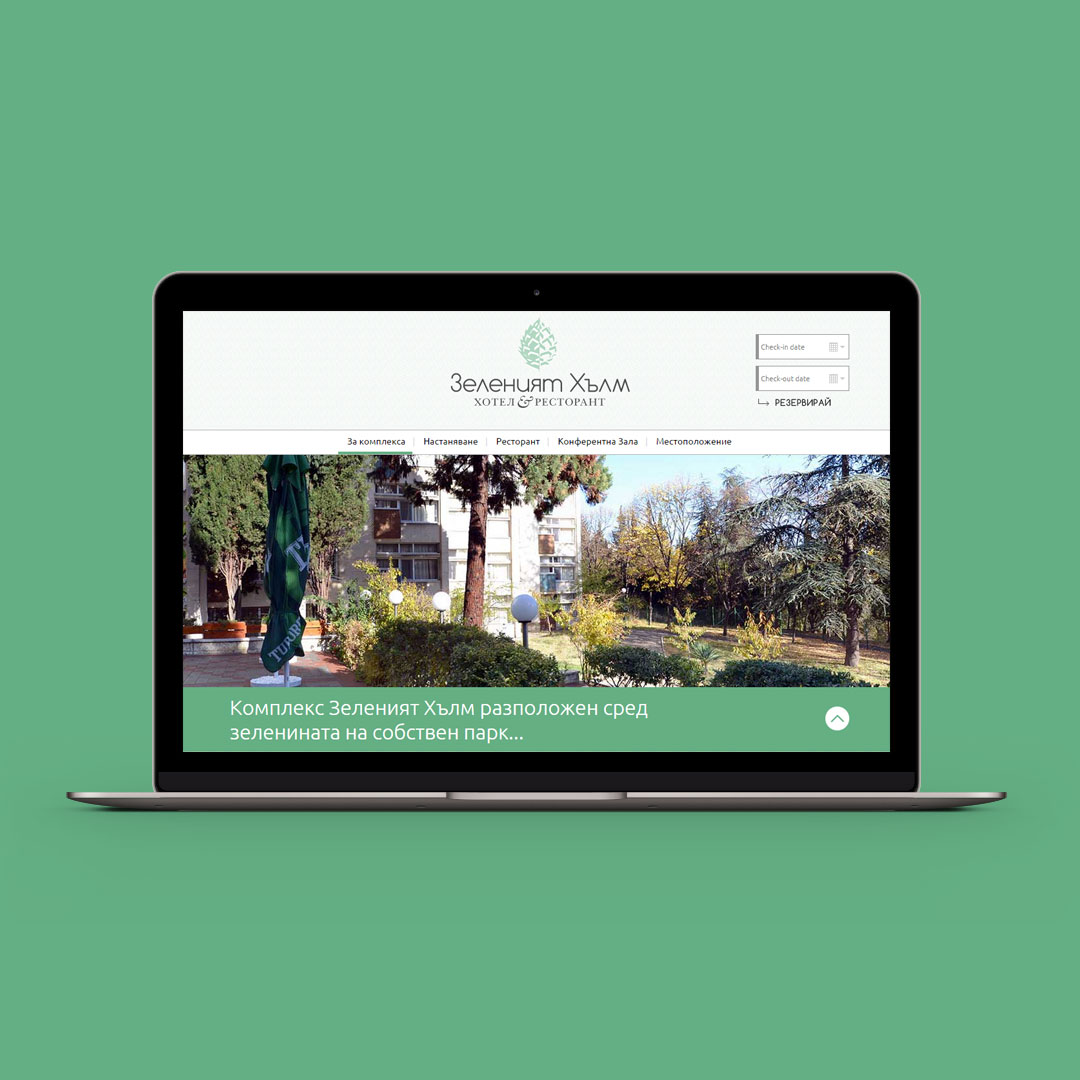 Зеленият Хълм
ХОТЕЛ & РЕСТОРАНТ
Check-in date
Check-out date
РЕЗЕРВИРАЙ
За комплекса
Настаняване
Ресторант
Конферентна Зала
Местоположение
Комплекс Зеленият Хълм разположен сред
зеленината на собствен парк...